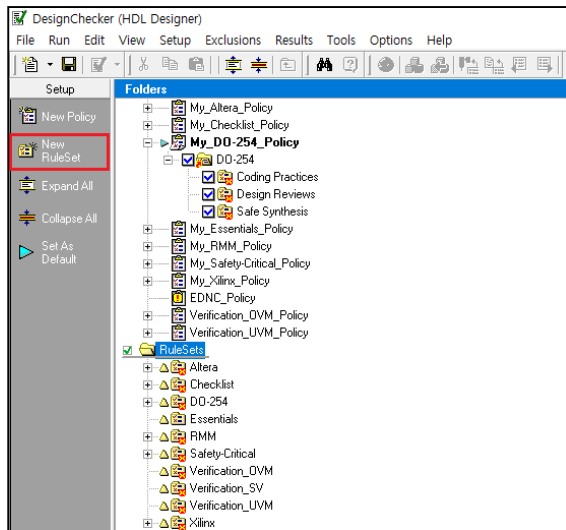 DesignChecker (HDL Designer)
File Run Edit View Setup Exclusions Results Tools Options Help
Setup
Folders
New Policy
New
RuleSet
Expand All
Collapse All
Set As
Default
My_Altera_Policy
My_Checklist_Policy
My_DO-254_Policy
DO-254
Coding Practices
Design Reviews
Safe Synthesis
My_Essentials_Policy
My_RMM_Policy
My_Safety-Critical_Policy
My_Xilinx_Policy
EDNC_Policy
Verification_OVM_Policy
Verification_UVM_Policy
RuleSets
Altera
Checklist
DO-254
Essentials
RMM
Safety-Critical
Verification_OVM
Verification_SV
Verification_UVM
Xilinx